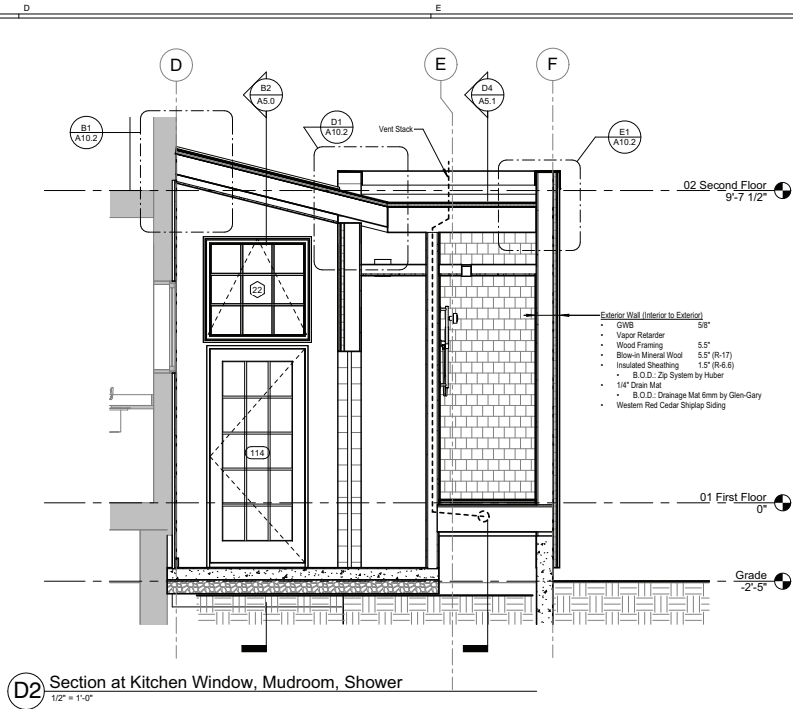 D
E
D
E
F
B2
A5.0
D4
A5.1
B1
A10.2
D1
A10.2
E1
A10.2
Vent Stack
02 Second Floor
9'-7 1/2"
22
Exterior Wall (Interior to Exterior)
• GWB 5/8"
• Vapor Retarder
• Wood Framing 5.5"
• Blow-in Mineral Wool 5.5" (R-17)
• Insulated Sheathing 1.5" (R-6.6)
• B.O.D.: Zip System by Huber
• 1/4" Drain Mat
• B.O.D.: Drainage Mat 6mm by Glen-Gary
• Western Red Cedar Shiplap Siding
114
01 First Floor
0"
Grade
-2'-5"
D2
Section at Kitchen Window, Mudroom, Shower
1/2" = 1'-0"